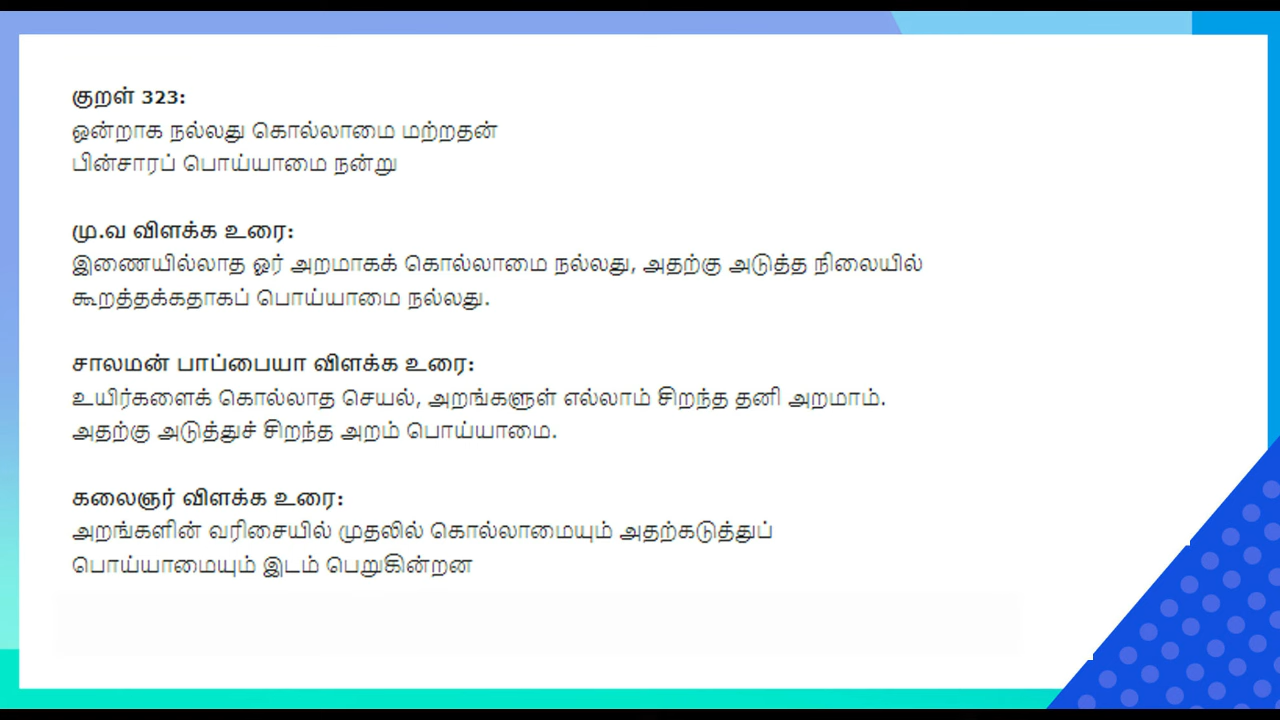 குறள் 323:
ஒன்றாக நல்லது கொல்லாமை மற்றதன்
பின்சாரப் பொய்யாமை நன்று
மு.வ விளக்க உரை:
இணையில்லாத ஓர் அறமாகக் கொல்லாமை நல்லது, அதற்கு அடுத்த நிலையில்
கூறத்தக்கதாகப் பொய்யாமை நல்லது.
சாலமன் பாப்பையா விளக்க உரை:
உயிர்களைக் கொல்லாத செயல், அறங்களுள் எல்லாம் சிறந்த தனி அறமாம்.
அதற்கு அடுத்துச் சிறந்த அறம் பொய்யாமை.
கலைஞர் விளக்க உரை:
அறங்களின் வரிசையில் முதலில் கொல்லாமையும் அதற்கடுத்துப்
பொய்யாமையும் இடம் பெறுகின்றன